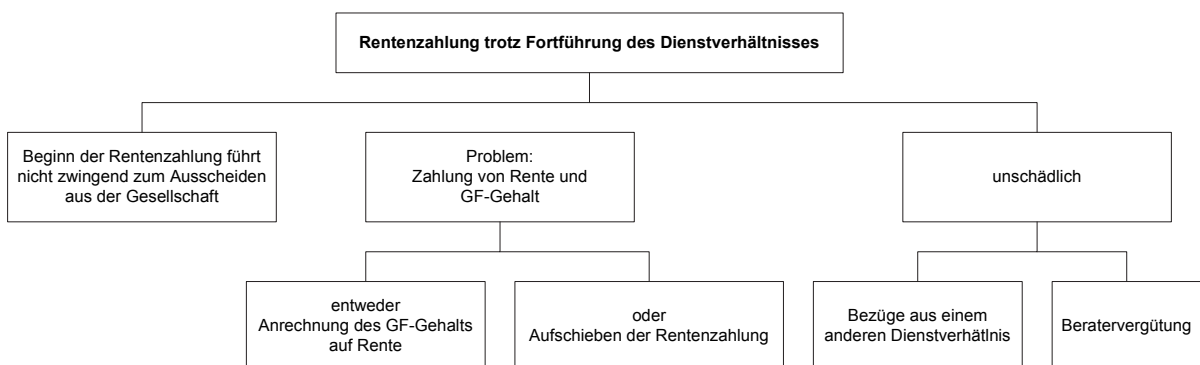 Rentenzahlung trotz Fortführung des Dienstverhältnisses
Beginn der Rentenzahlung führt
nicht zwingend zum Ausscheiden
aus der Gesellschaft
Problem:
Zahlung von Rente und
GF-Gehalt
unschädlich
entweder
Anrechnung des GF-Gehalts
auf Rente
oder
Aufschieben der Rentenzahlung
Bezüge aus einem
anderen Dienstverhätlnis
Beratervergütung